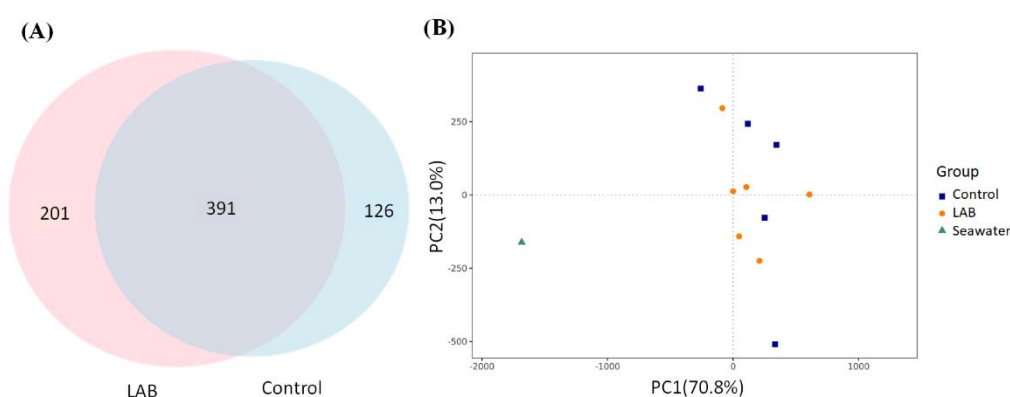 (A)
201
391
126
LAB
Control
(B)
PC2(13.0%)
250
0
-250
-500
-2000
-1000
0
1000
PC1(70.8%)
Group
Control
LAB
Seawater